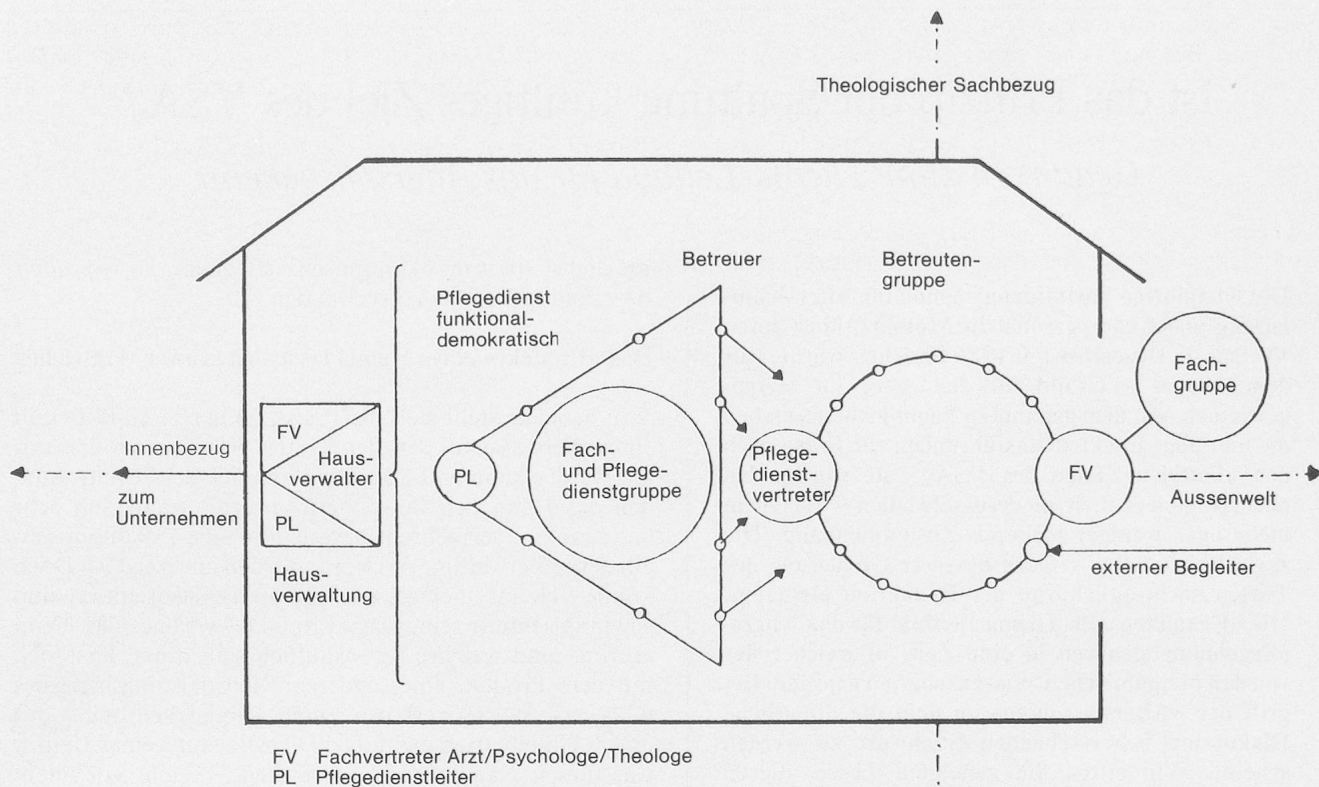 Theologischer Sachbezug
Betreuer
Betreuten-
gruppe
Pflegedienst
funktional-
demokratisch
Fach-
gruppe
FV
Haus-
verwalter
PL
Innenbezug
zum
Unternehmen
Haus-
verwaltung
PL
Fach-
und Pflege-
dienstgruppe
Pflege-
dienst-
vertreter
FV
Aussenwelt
externer Begleiter
FV Fachvertreter Arzt/Psychologe/Theologe
PL Pflegedienstleiter